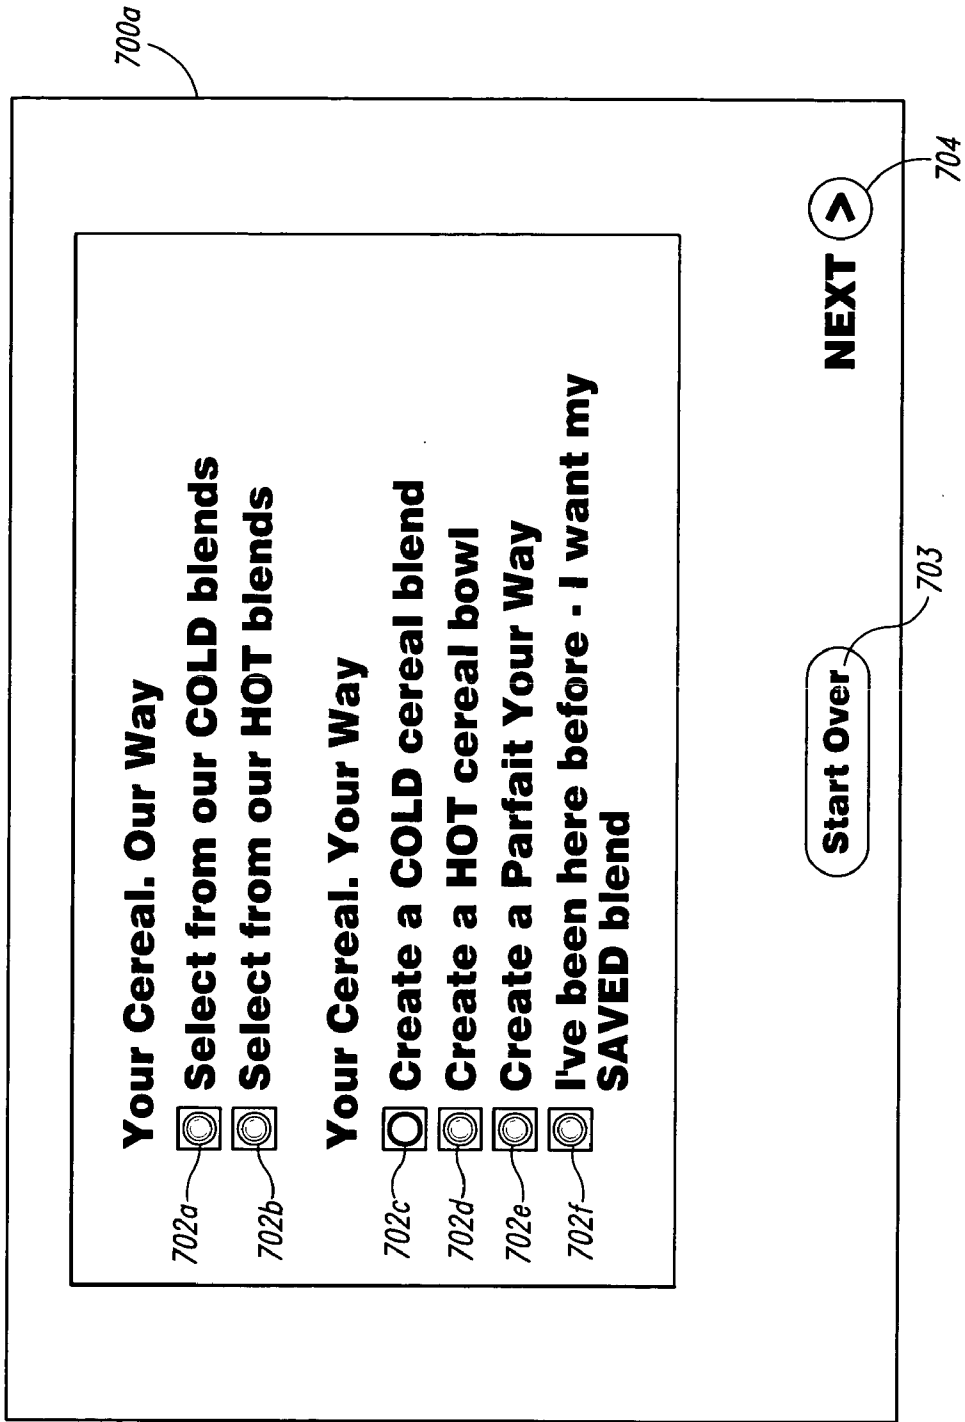 700a
Your Cereal. Our Way
702a
Select from our COLD blends
702b
Select from our HOT blends
Your Cereal. Your Way
702c
Create a COLD cereal blend
702d
Create a HOT cereal bowl
702e
Create a Parfait Your Way
702f
I've been here before - I want my
SAVED blend
Start Over
703
NEXT >
704